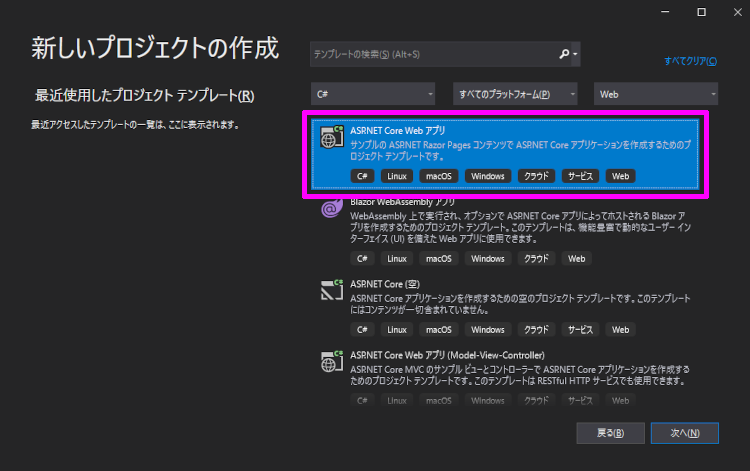 新しいプロジェクトの作成
テンプレートの検索(S) (Alt+S)
すべてクリア(C)
最近使用したプロジェクト テンプレート(R)
最近アクセスしたテンプレートの一覧は、ここに表示されます。
C#
すべてのプラットフォーム(P)
Web
ASP.NET Core Web アプリ
サンプルの ASP.NET Razor Pages コンテンツで ASP.NET Core アプリケーションを作成するためのプ
ロジェクト テンプレートです。
C# Linux macOS Windows クラウド サービス Web
Blazor WebAssembly アプリ
WebAssembly 上で実行され、オプションで ASP.NET Core アプリによってホストされる Blazor ア
プリを作成するためのプロジェクト テンプレート。このテンプレートは、機能豊富で動的なユーザー イン
ターフェイス (UI) を備えた Web アプリに使用できます。
C# Linux macOS Windows クラウド Web
ASP.NET Core (空)
ASP.NET Core アプリケーションを作成するための空のプロジェクト テンプレートです。このテンプレート
にはコンテンツが一切含まれていません。
C# Linux macOS Windows クラウド サービス Web
ASP.NET Core Web アプリ (Model-View-Controller)
ASP.NET Core MVC のサンプル ビューとコントローラーで ASP.NET Core アプリケーションを作成する
ためのプロジェクト テンプレートです。このテンプレートは RESTful HTTP サービスでも使用できます。
C# Linux macOS Windows クラウド サービス Web
戻る(B)
次へ(N)